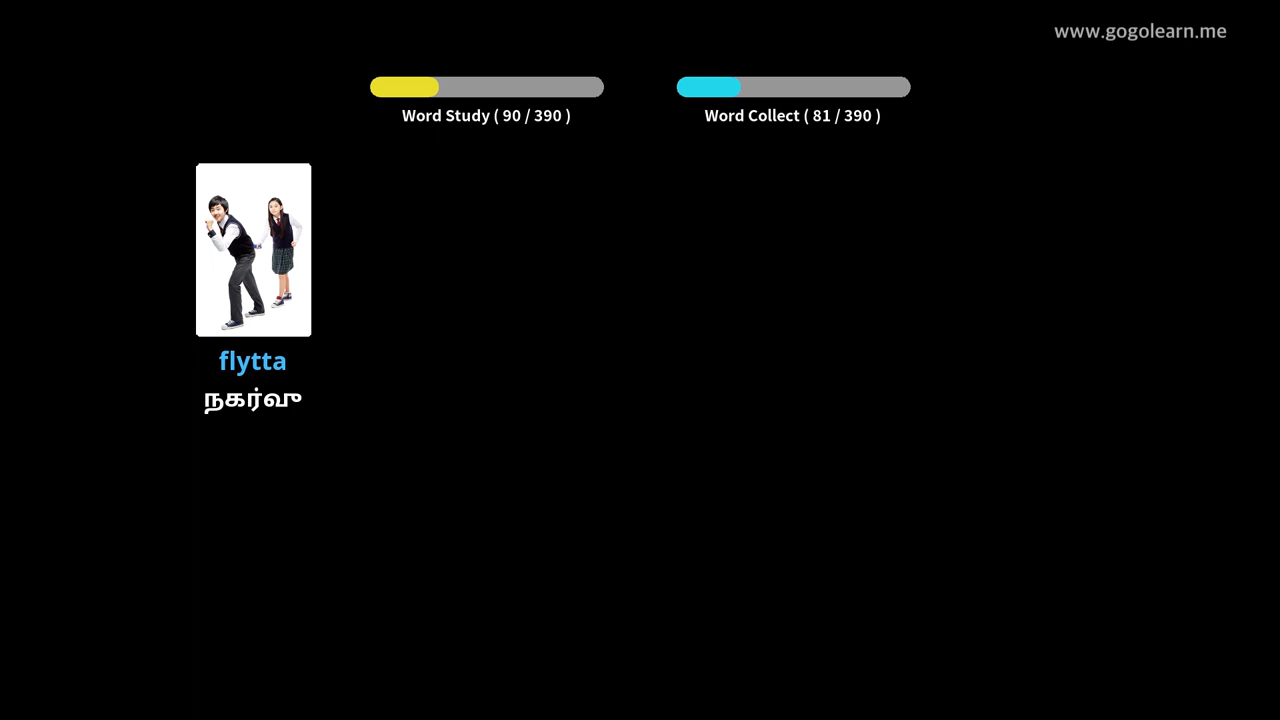 www.gogolearn.me
Word Study ( 90 / 390 )
Word Collect ( 81 / 390 )
flytta
நகர்வு